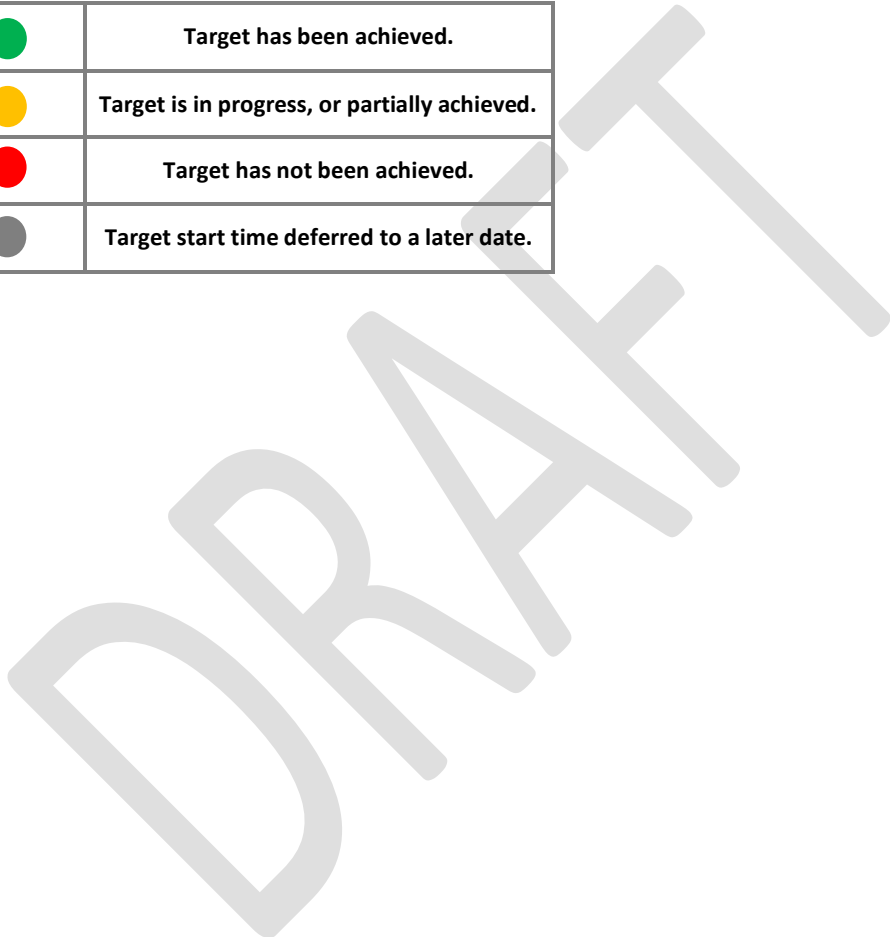 Target has been achieved.
Target is in progress, or partially achieved.
Target has not been achieved.
Target start time deferred to a later date.
DRAFT